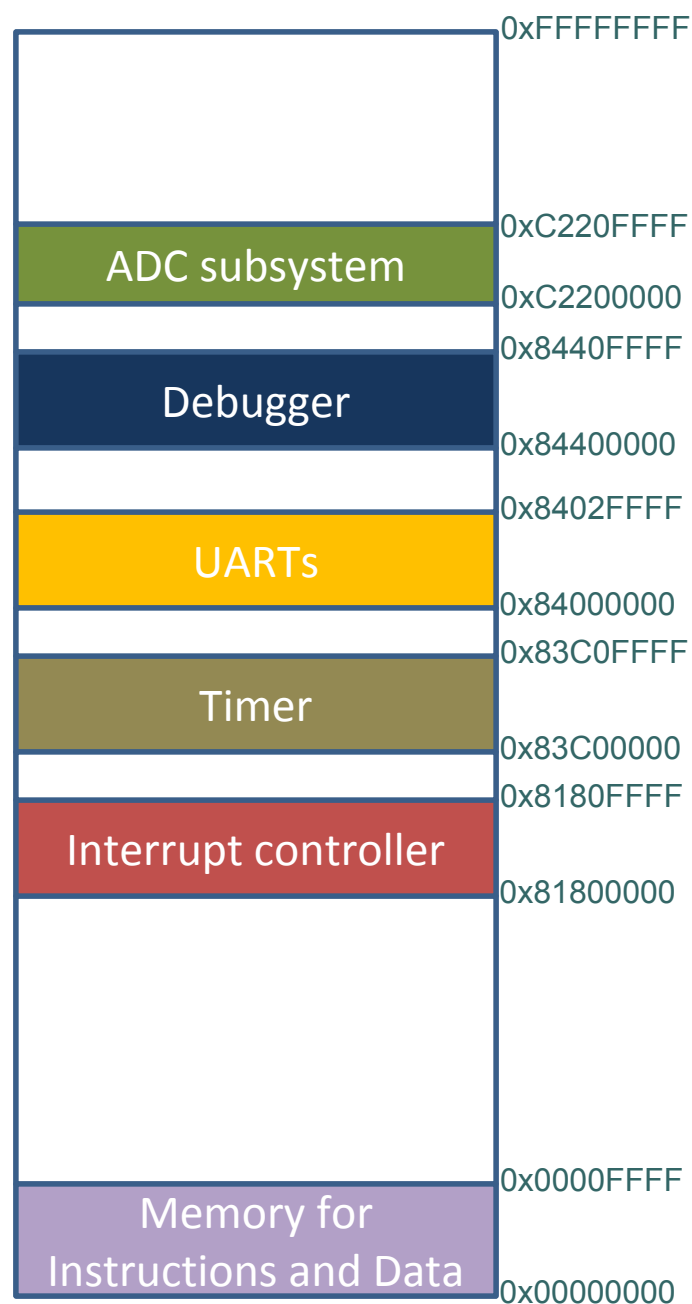 0xFFFFFFFF
0xC220FFFF
ADC subsystem
0xC2200000
0x8440FFFF
Debugger
0x84400000
0x8402FFFF
UARTs
0x84000000
0x83C0FFFF
Timer
0x83C00000
0x8180FFFF
Interrupt controller
0x81800000
0x0000FFFF
Memory for
Instructions and Data
0x00000000